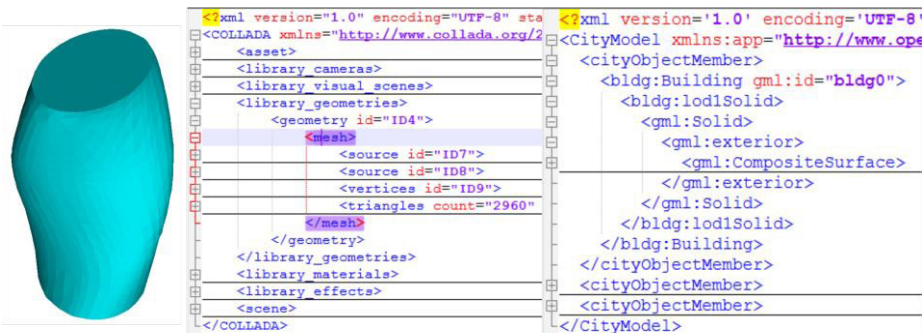 <?xml version="1.0" encoding="UTF-8" sta
<COLLADA xmlns="http://www.collada.org/2
<asset>
<library_cameras>
<library_visual_scenes>
<library_geometries>
<geometry id="ID4">
<mesh>
<source id="ID7">
<source id="ID8">
<vertices id="ID9">
<triangles count="2960"
</mesh>
</geometry>
</library_geometries>
<library_materials>
<library_effects>
<scene>
</COLLADA>
<?xml version='1.0' encoding='UTF-8'
<CityModel xmlns:app="http://www.ope
<cityObjectMember>
<bldg:Building gml:id="bldg0">
<bldg:lod1Solid>
<gml:Solid>
<gml:exterior>
<gml:CompositeSurface>
</gml:exterior>
</gml:Solid>
</bldg:lod1Solid>
</bldg:Building>
</cityObjectMember>
<cityObjectMember>
<cityObjectMember>
</CityModel>